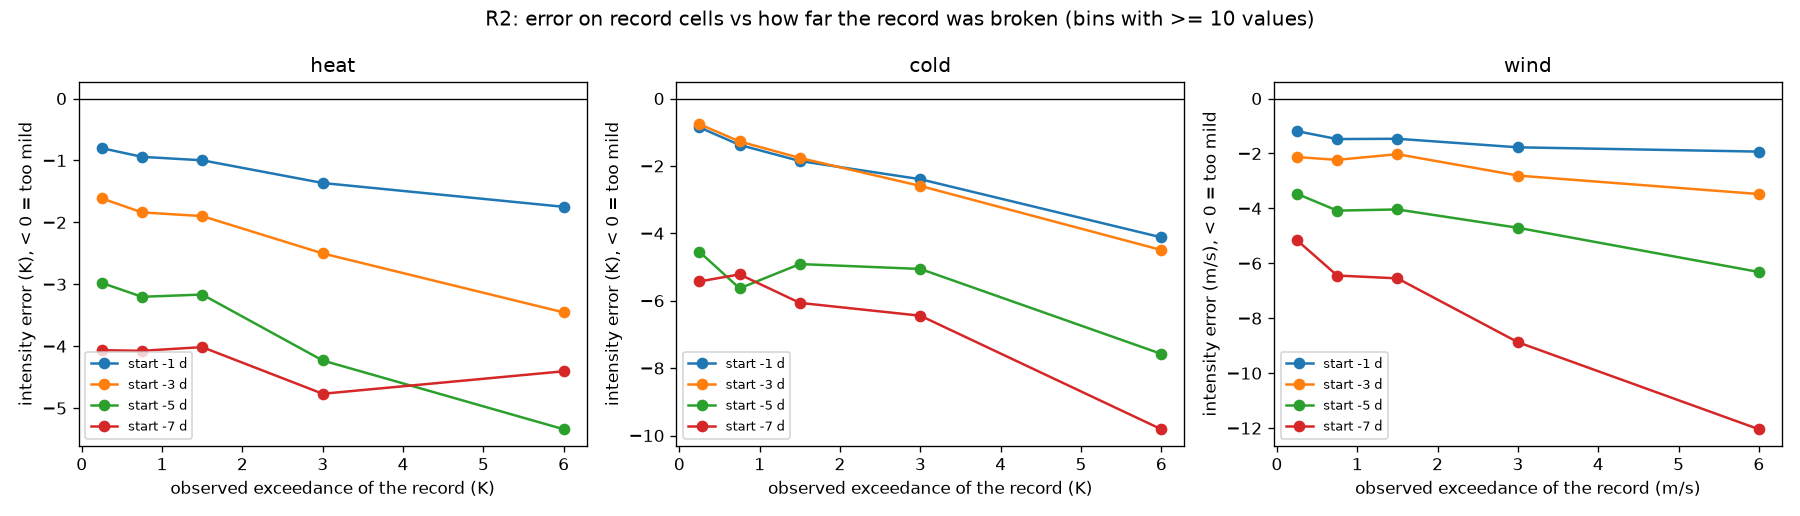 R2: error on record cells vs how far the record was broken (bins with >= 10 values)
heat
intensity error (K), < 0 = too mild
0
−1
−2
−3
−4
−5
start -1 d
start -3 d
start -5 d
start -7 d
0 1 2 3 4 5 6
observed exceedance of the record (K)
cold
intensity error (K), < 0 = too mild
0
−2
−4
−6
−8
−10
start -1 d
start -3 d
start -5 d
start -7 d
0 1 2 3 4 5 6
observed exceedance of the record (K)
wind
intensity error (m/s), < 0 = too mild
0
−2
−4
−6
−8
−10
−12
start -1 d
start -3 d
start -5 d
start -7 d
0 1 2 3 4 5 6
observed exceedance of the record (m/s)